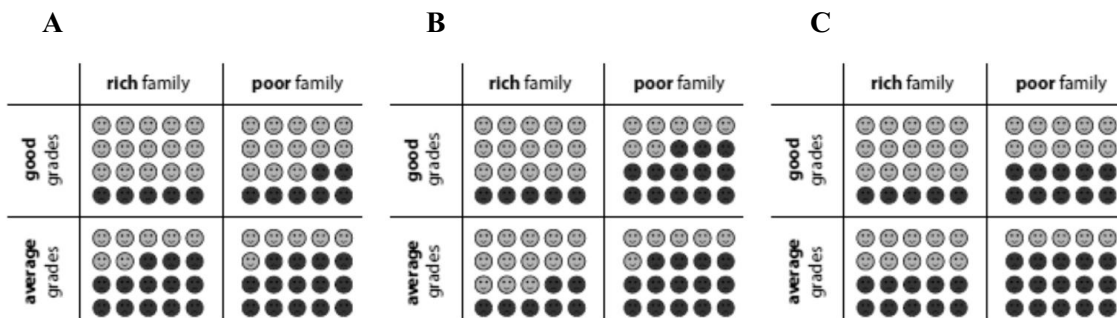 A B C
rich family poor family rich family poor family rich family poor family
good grades good grades good grades
average grades average grades average grades